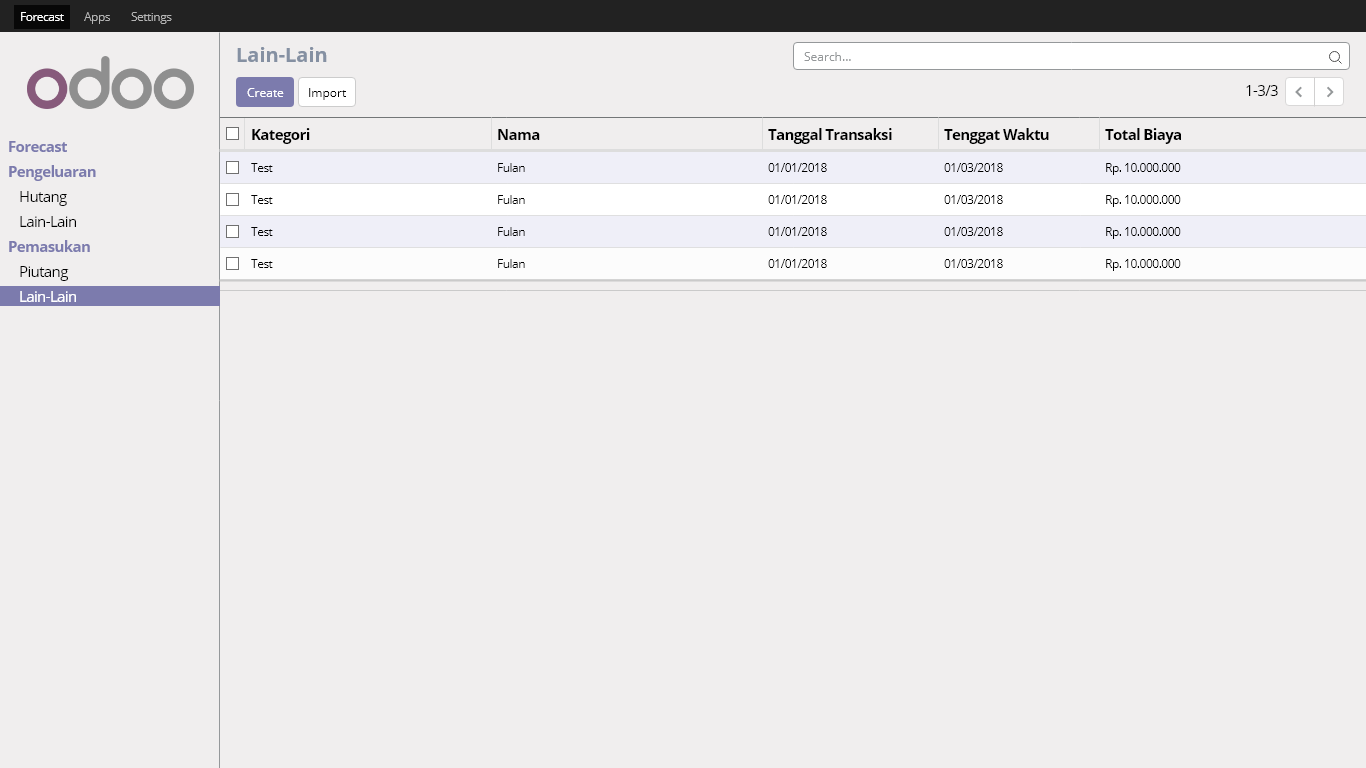 Forecast Apps Settings
odoo
Forecast
Pengeluaran
Hutang
Lain-Lain
Pemasukan
Piutang
Lain-Lain
Lain-Lain
Search...
Create Import
1-3/3
Kategori Nama Tanggal Transaksi Tenggat Waktu Total Biaya
Test Fulan 01/01/2018 01/03/2018 Rp. 10.000.000
Test Fulan 01/01/2018 01/03/2018 Rp. 10.000.000
Test Fulan 01/01/2018 01/03/2018 Rp. 10.000.000
Test Fulan 01/01/2018 01/03/2018 Rp. 10.000.000